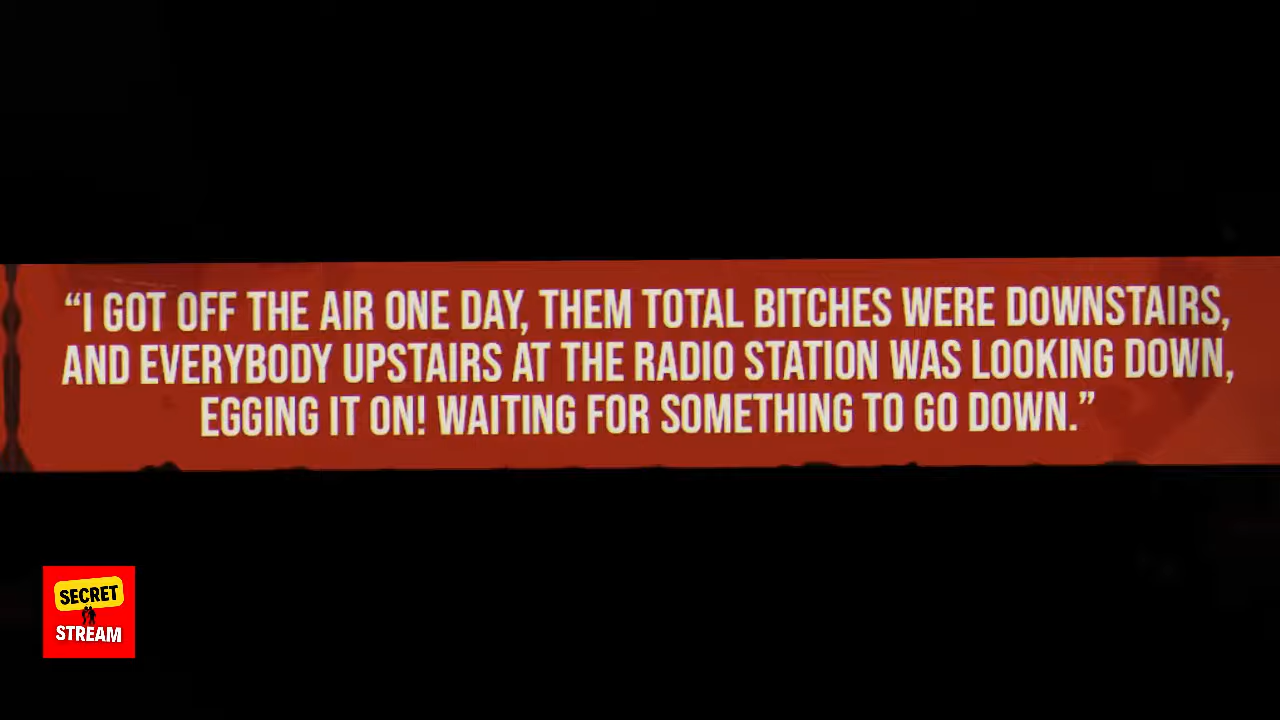 “I GOT OFF THE AIR ONE DAY, THEM TOTAL BITCHES WERE DOWNSTAIRS,
AND EVERYBODY UPSTAIRS AT THE RADIO STATION WAS LOOKING DOWN,
EGGING IT ON! WAITING FOR SOMETHING TO GO DOWN.”
SECRET
STREAM